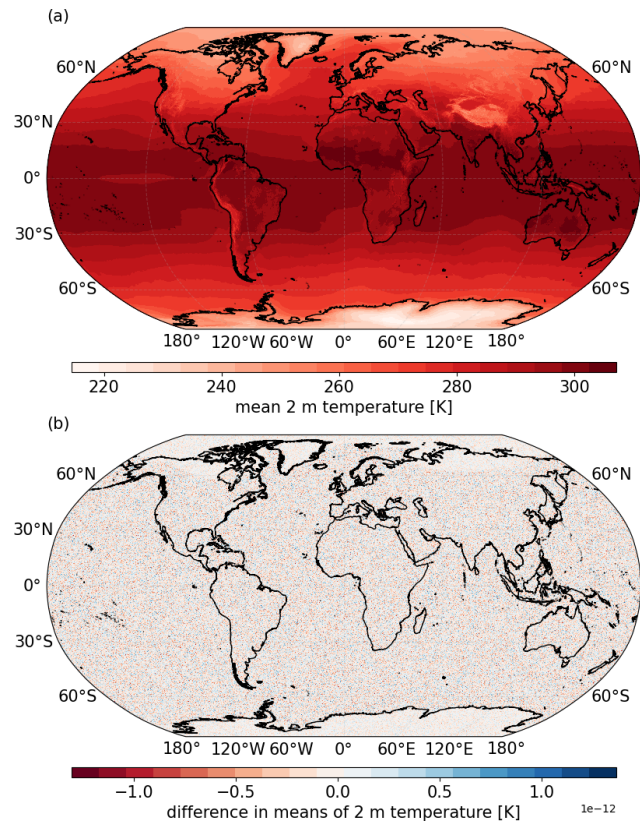 (a)
60°N 60°N
30°N 30°N
0° 0°
30°S 30°S
60°S 60°S
180° 120°W 60°W 0° 60°E 120°E 180°
220 240 260 280 300
mean 2 m temperature [K]
(b)
60°N 60°N
30°N 30°N
0° 0°
30°S 30°S
60°S 60°S
180° 120°W 60°W 0° 60°E 120°E 180°
−1.0 −0.5 0.0 0.5 1.0
difference in means of 2 m temperature [K] 1e−12